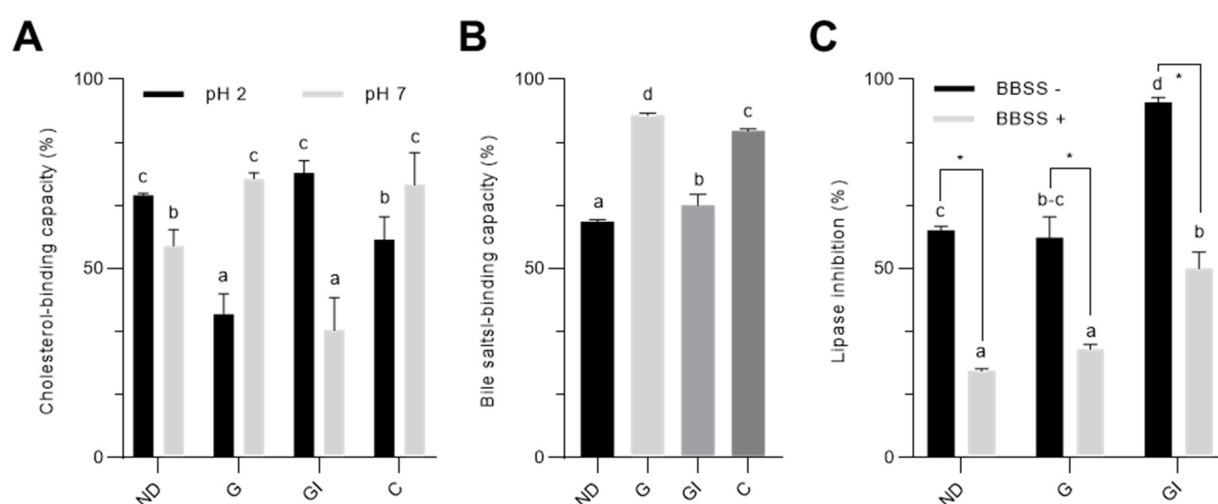 A
Cholesterol-binding capacity (%)
100
50
0
pH 2
pH 7
c
b
a
c
c
a
b
c
ND
G
GI
C
B
Bile saltsl-binding capacity (%)
100
50
0
a
d
b
c
ND
G
GI
C
C
Lipase inhibition (%)
100
50
0
BBSS -
BBSS +
*
*
*
c
a
b-c
a
d
b
ND
G
GI